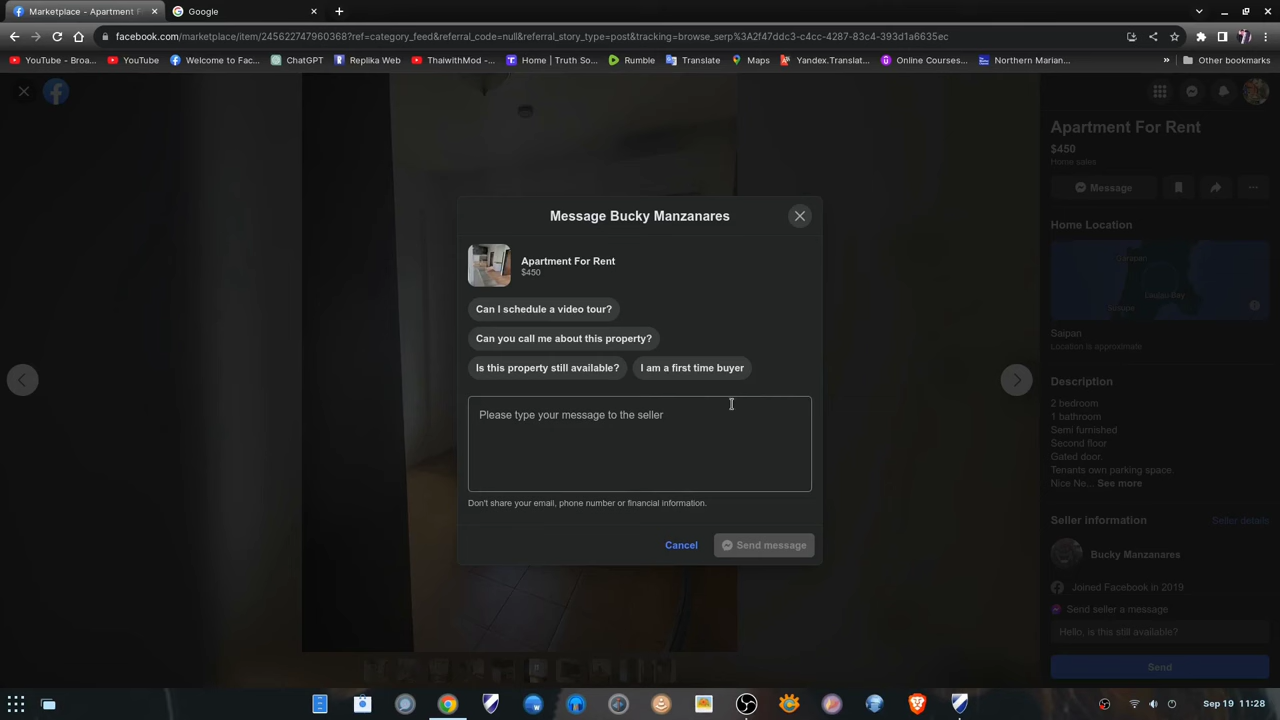 Marketplace - Apartment F
Google
facebook.com/marketplace/item/245622747960368?ref=category_feed&referral_code=null&referral_story_type=post&tracking=browse_serp%3A2f47ddc3-c4cc-4287-83c4-393d1a6635ec
YouTube - Broa...
YouTube
Welcome to Fac...
ChatGPT
Replika Web
ThaiwithMod - Y...
Home | Truth So...
Rumble
Translate
Maps
Yandex.Translat...
Online Courses...
Northern Marian...
Other bookmarks
Message Bucky Manzanares
Apartment For Rent
$450
Can I schedule a video tour?
Can you call me about this property?
Is this property still available?
I am a first time buyer
Please type your message to the seller
Don't share your email, phone number or financial information.
Cancel
Send message
Apartment For Rent
$450
Home sales
Message
Home Location
Garapan
Laulau Bay
Saipan
Location is approximate
Description
2 bedroom
1 bathroom
Semi furnished
Second floor
Gated door.
Tenants own parking space.
Nice Ne... See more
Seller information
Seller details
Bucky Manzanares
Joined Facebook in 2019
Send seller a message
Hello, is this still available?
Send
Sep 19 11:28